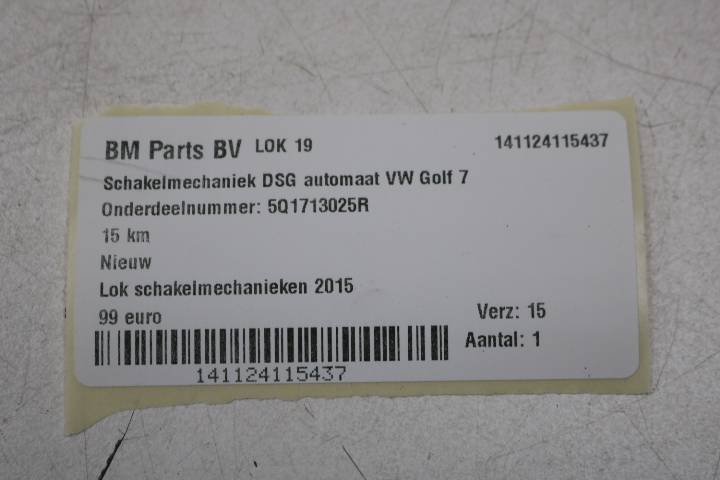 BM Parts BV LOK 19 141124115437
Schakelmechaniek DSG automaat VW Golf 7
Onderdeelnummer: 5Q1713025R
15 km
Nieuw
Lok schakelmechanieken 2015
99 euro Verz: 15
Aantal: 1
141124115437